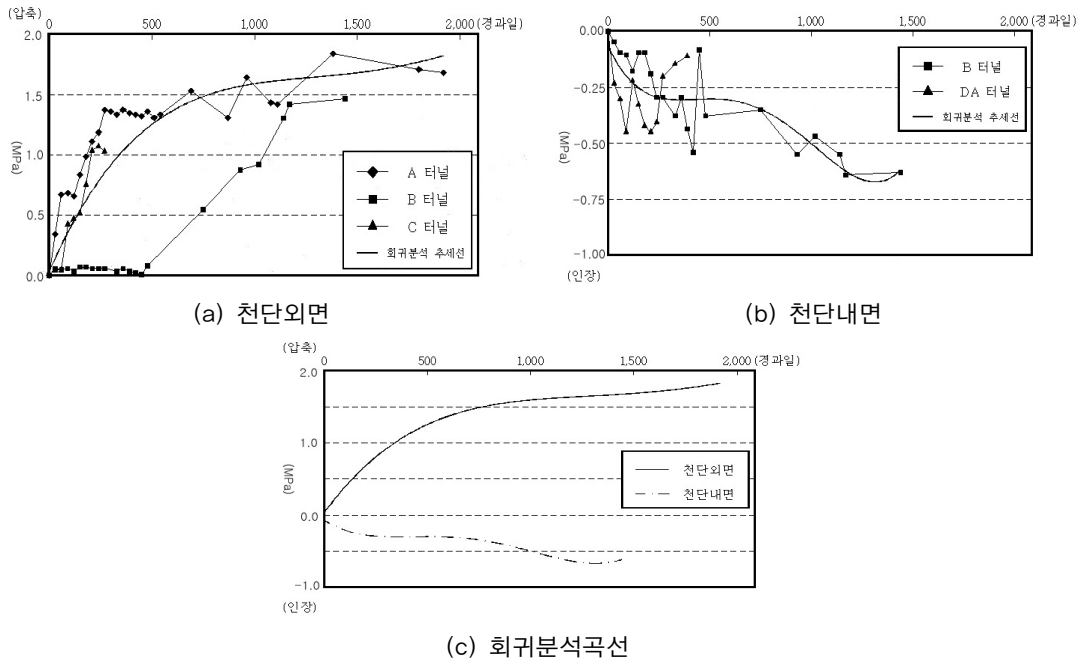 (압축) 0 500 1,000 1,500 2,000 (경과일)
2.0
1.5
1.0
0.5
0.0
(MPa)
A 터널
B 터널
C 터널
회귀분석 추세선
(a) 천단외면
0 500 1,000 1,500 2,000 (경과일)
0.00
-0.25
-0.50
-0.75
-1.00
(MPa)
(인장)
B 터널
DA 터널
회귀분석 추세선
(b) 천단내면
(압축)
0 500 1,000 1,500 2,000 (경과일)
2.0
1.0
0.0
-1.0
(MPa)
(인장)
천단외면
천단내면
(c) 회귀분석곡선